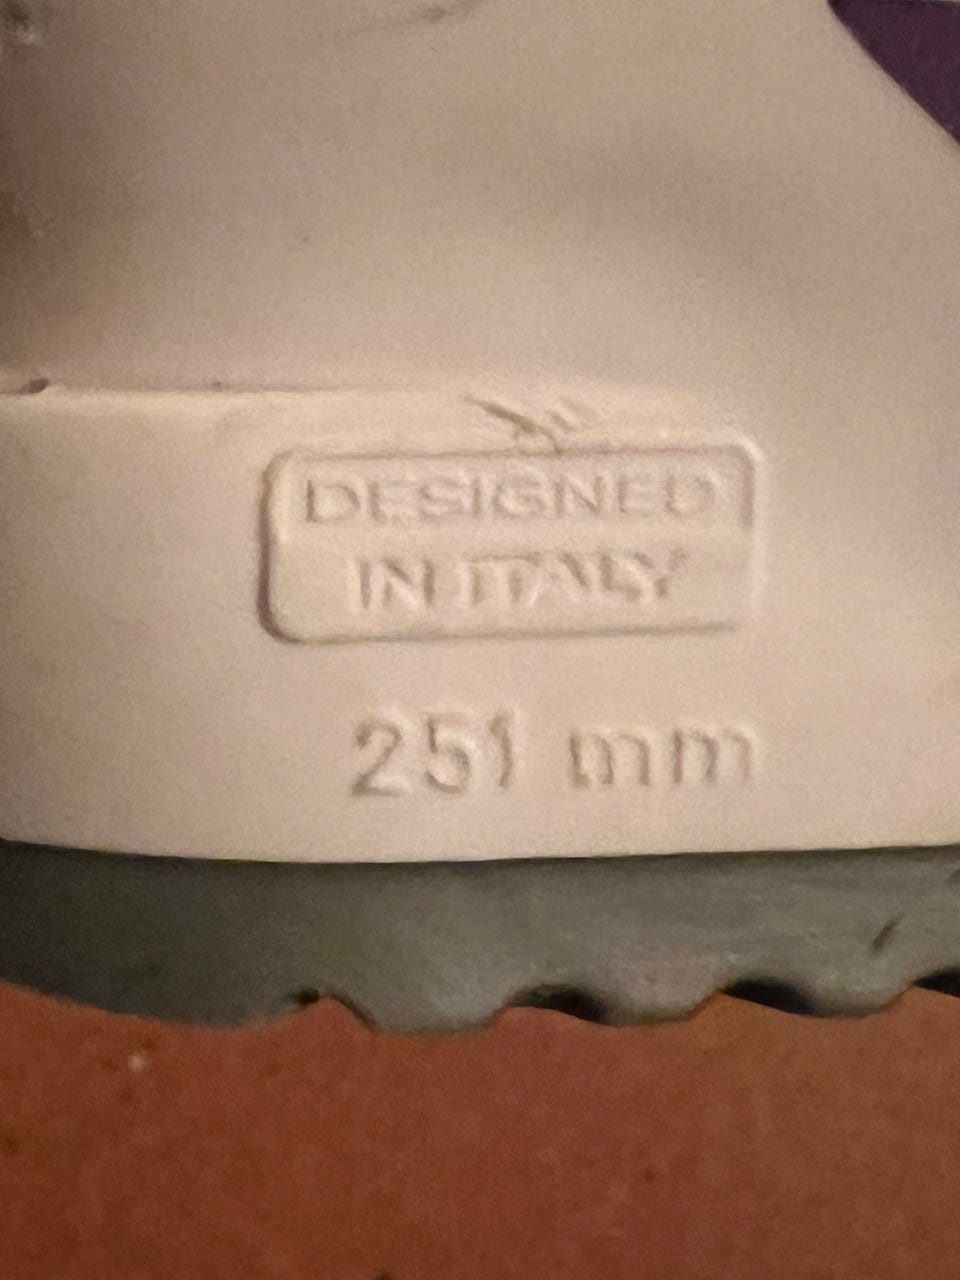 DESIGNED
IN ITALY
251 mm